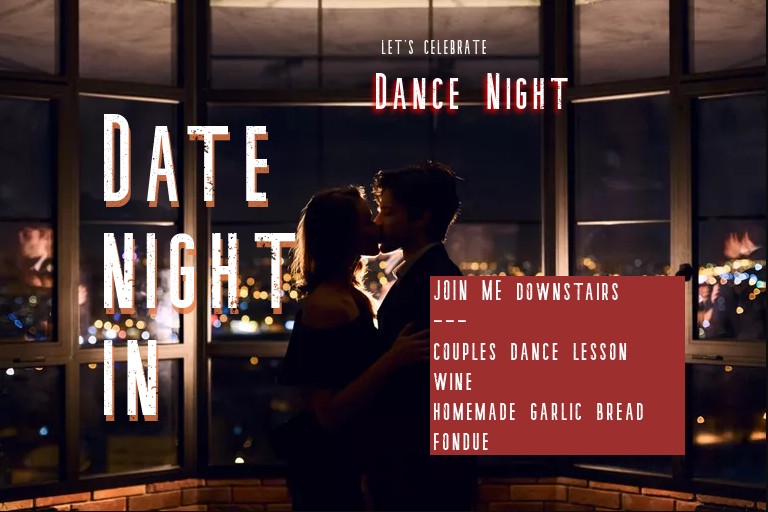 LET'S CELEBRATE
DANCE NIGHT
DATE
NIGHT
IN
JOIN ME DOWNSTAIRS
---
COUPLES DANCE LESSON
WINE
HOMEMADE GARLIC BREAD
FONDUE